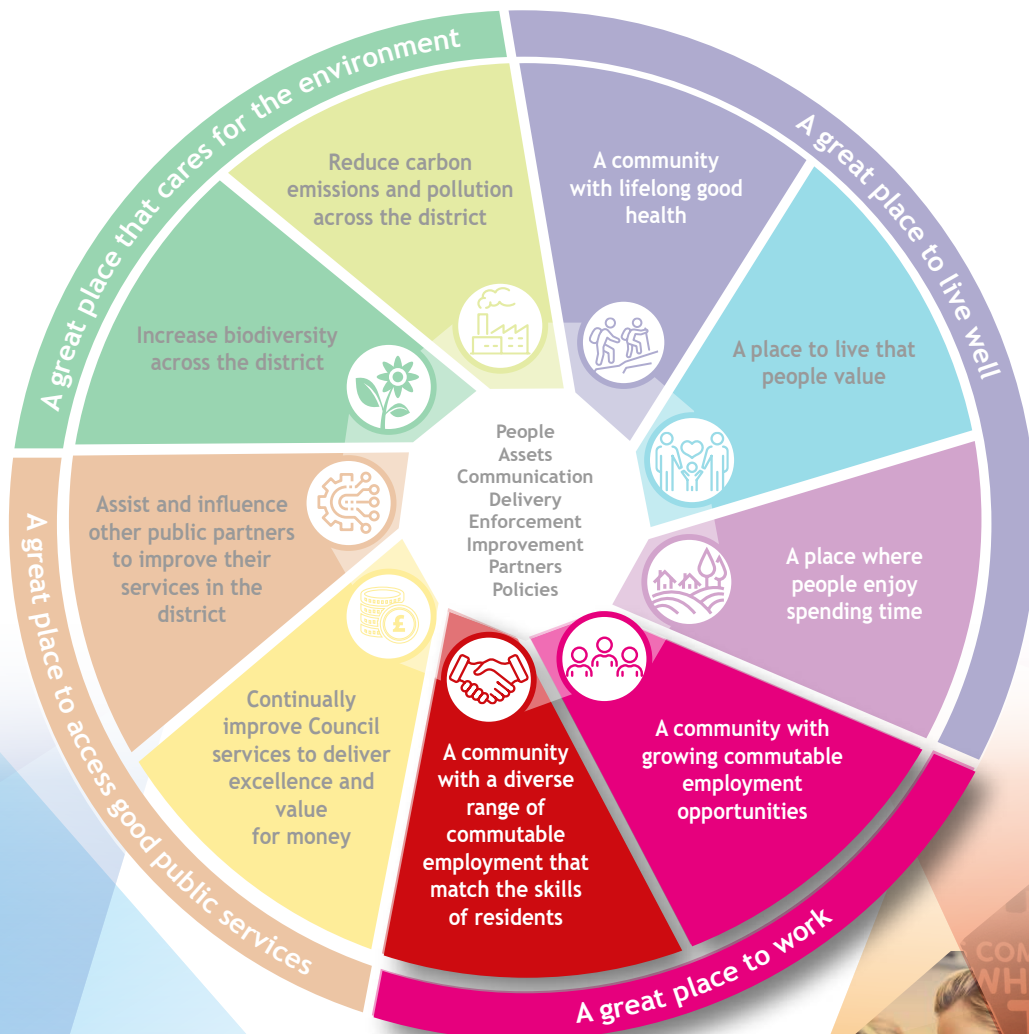 A great place that cares for the environment
Reduce carbon
emissions and pollution
across the district
Increase biodiversity
across the district
A great place to live well
A community
with lifelong good
health
A place to live that
people value
A place where
people enjoy
spending time
A great place to work
A community with
growing commutable
employment
opportunities
A community
with a diverse
range of
commutable
employment that
match the skills
of residents
A great place to access good public services
Continually
improve Council
services to deliver
excellence and
value
for money
£
Assist and influence
other public partners
to improve their
services in the
district
People
Assets
Communication
Delivery
Enforcement
Improvement
Partners
Policies